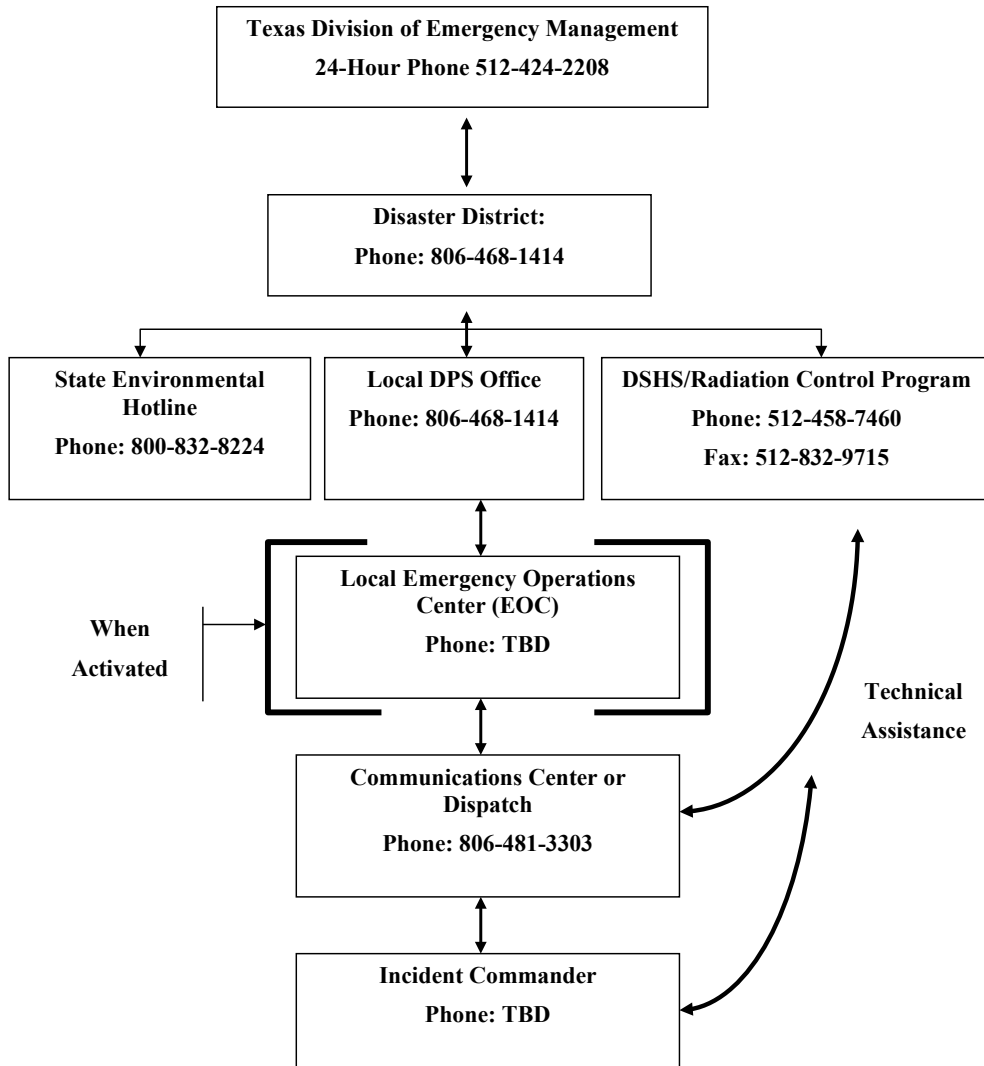 Texas Division of Emergency Management
24-Hour Phone 512-424-2208
Disaster District:
Phone: 806-468-1414
State Environmental
Hotline
Phone: 800-832-8224
Local DPS Office
Phone: 806-468-1414
DSHS/Radiation Control Program
Phone: 512-458-7460
Fax: 512-832-9715
Local Emergency Operations
Center (EOC)
Phone: TBD
When
Activated
Technical
Assistance
Communications Center or
Dispatch
Phone: 806-481-3303
Incident Commander
Phone: TBD